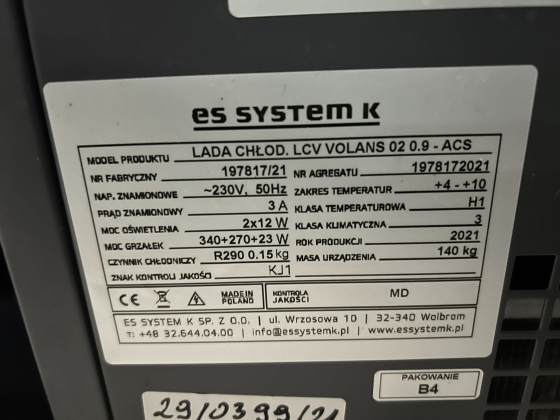 es system k
MODEL PRODUKTU LADA CHŁOD. LCV VOLANS 02 0.9 - ACS
NR FABRYCZNY 197817/21 NR AGREGATU 1978172021
NAP. ZNAMIONOWE ~230V, 50Hz ZAKRES TEMPERATUR +4 - +10
PRĄD ZNAMIONOWY 3 A KLASA TEMPERATUROWA H1
MOC OŚWIETLENIA 2x12 W KLASA KLIMATYCZNA 3
MOC GRZAŁEK 340+270+23 W ROK PRODUKCJI 2021
CZYNNIK CHŁODNICZY R290 0.15 kg MASA URZĄDZENIA 140 kg
ZNAK KONTROLI JAKOŚCI KJ1
CE MADE IN POLAND KONTROLA JAKOŚCI MD
ES SYSTEM K SP. Z O.O. | ul. Wrzosowa 10 | 32-340 Wolbrom
T: +48 32.644.04.00 | info@essystemk.pl | www.essystemk.pl
PAKOWANIE
B4
29/0399/21